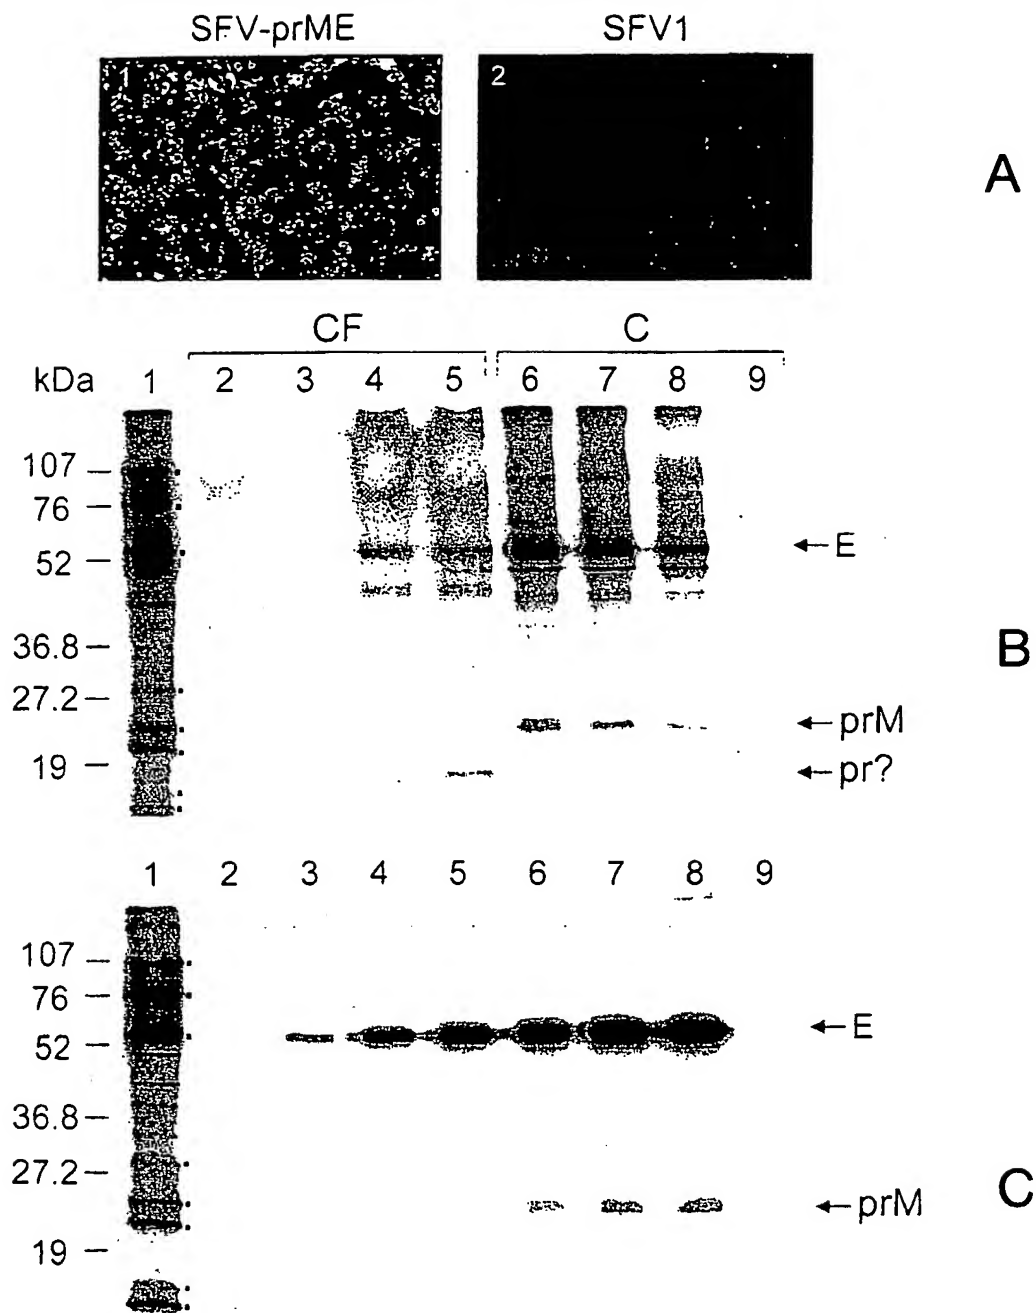 SFV-prME SFV1
1 2
A
CF C
kDa 1 2 3 4 5 6 7 8 9
107
76
52
← E
36.8
B
27.2
← prM
19
← pr?
1 2 3 4 5 6 7 8 9
107
76
52
← E
36.8
27.2
C
← prM
19